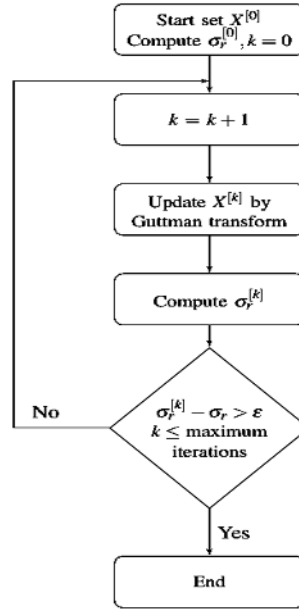 Start set X^[0]
Compute σ_r^[0], k = 0
k = k + 1
Update X^[k] by
Guttman transform
Compute σ_r^[k]
σ_r^[k] − σ_r > ε
k ≤ maximum
iterations
No
Yes
End